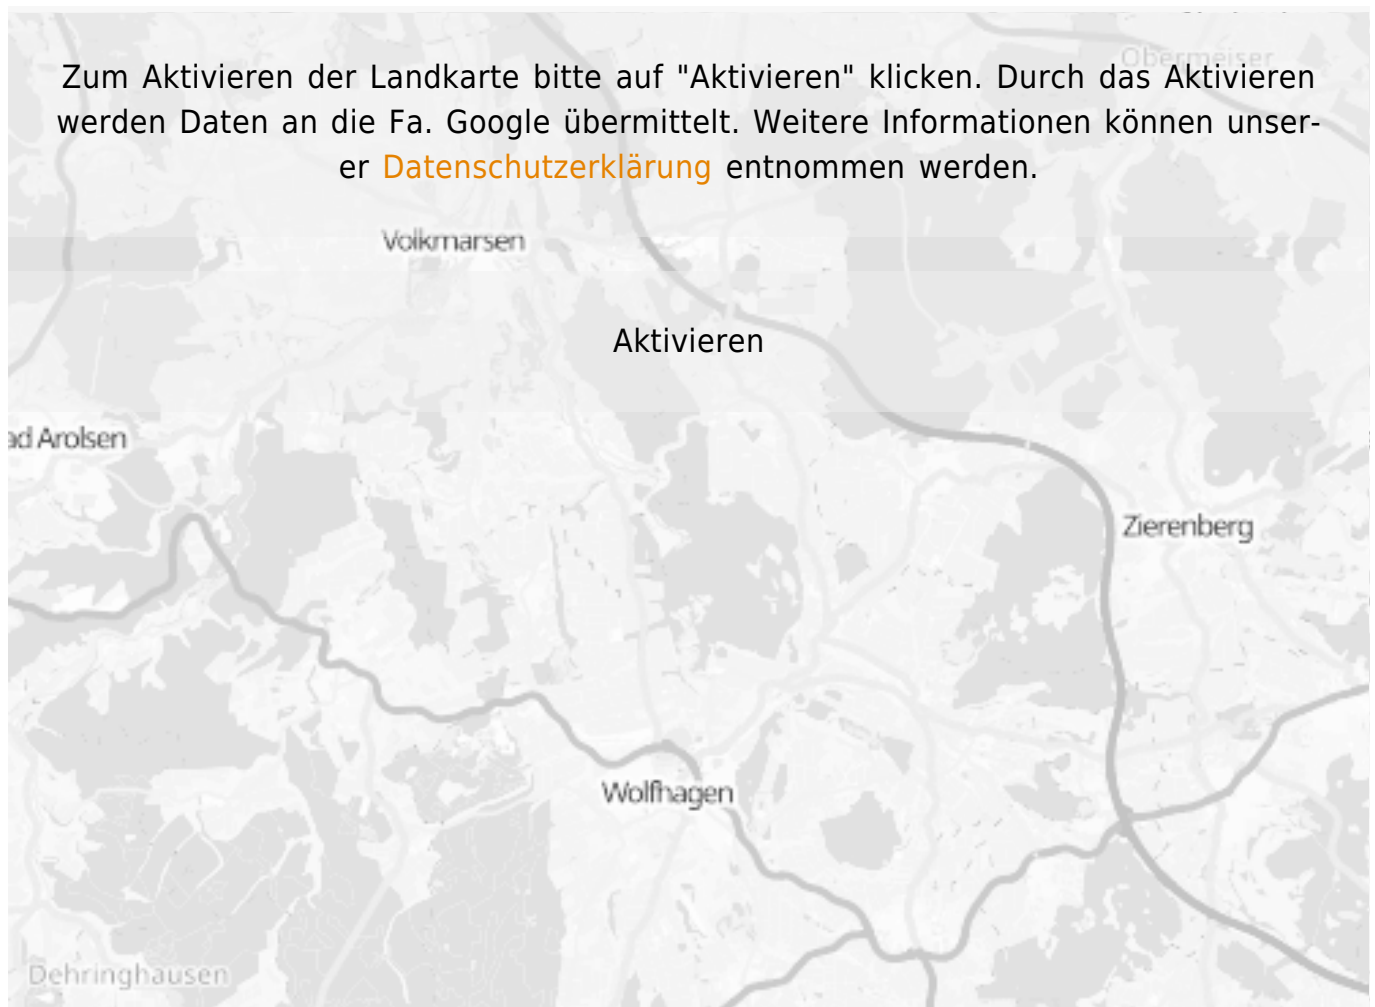 Obermeiser
Zum Aktivieren der Landkarte bitte auf "Aktivieren" klicken. Durch das Aktivieren
werden Daten an die Fa. Google übermittelt. Weitere Informationen können unser-
er Datenschutzerklärung entnommen werden.
Volkmarsen
Aktivieren
ad Arolsen
Zierenberg
Wolfhagen
Dehringhausen